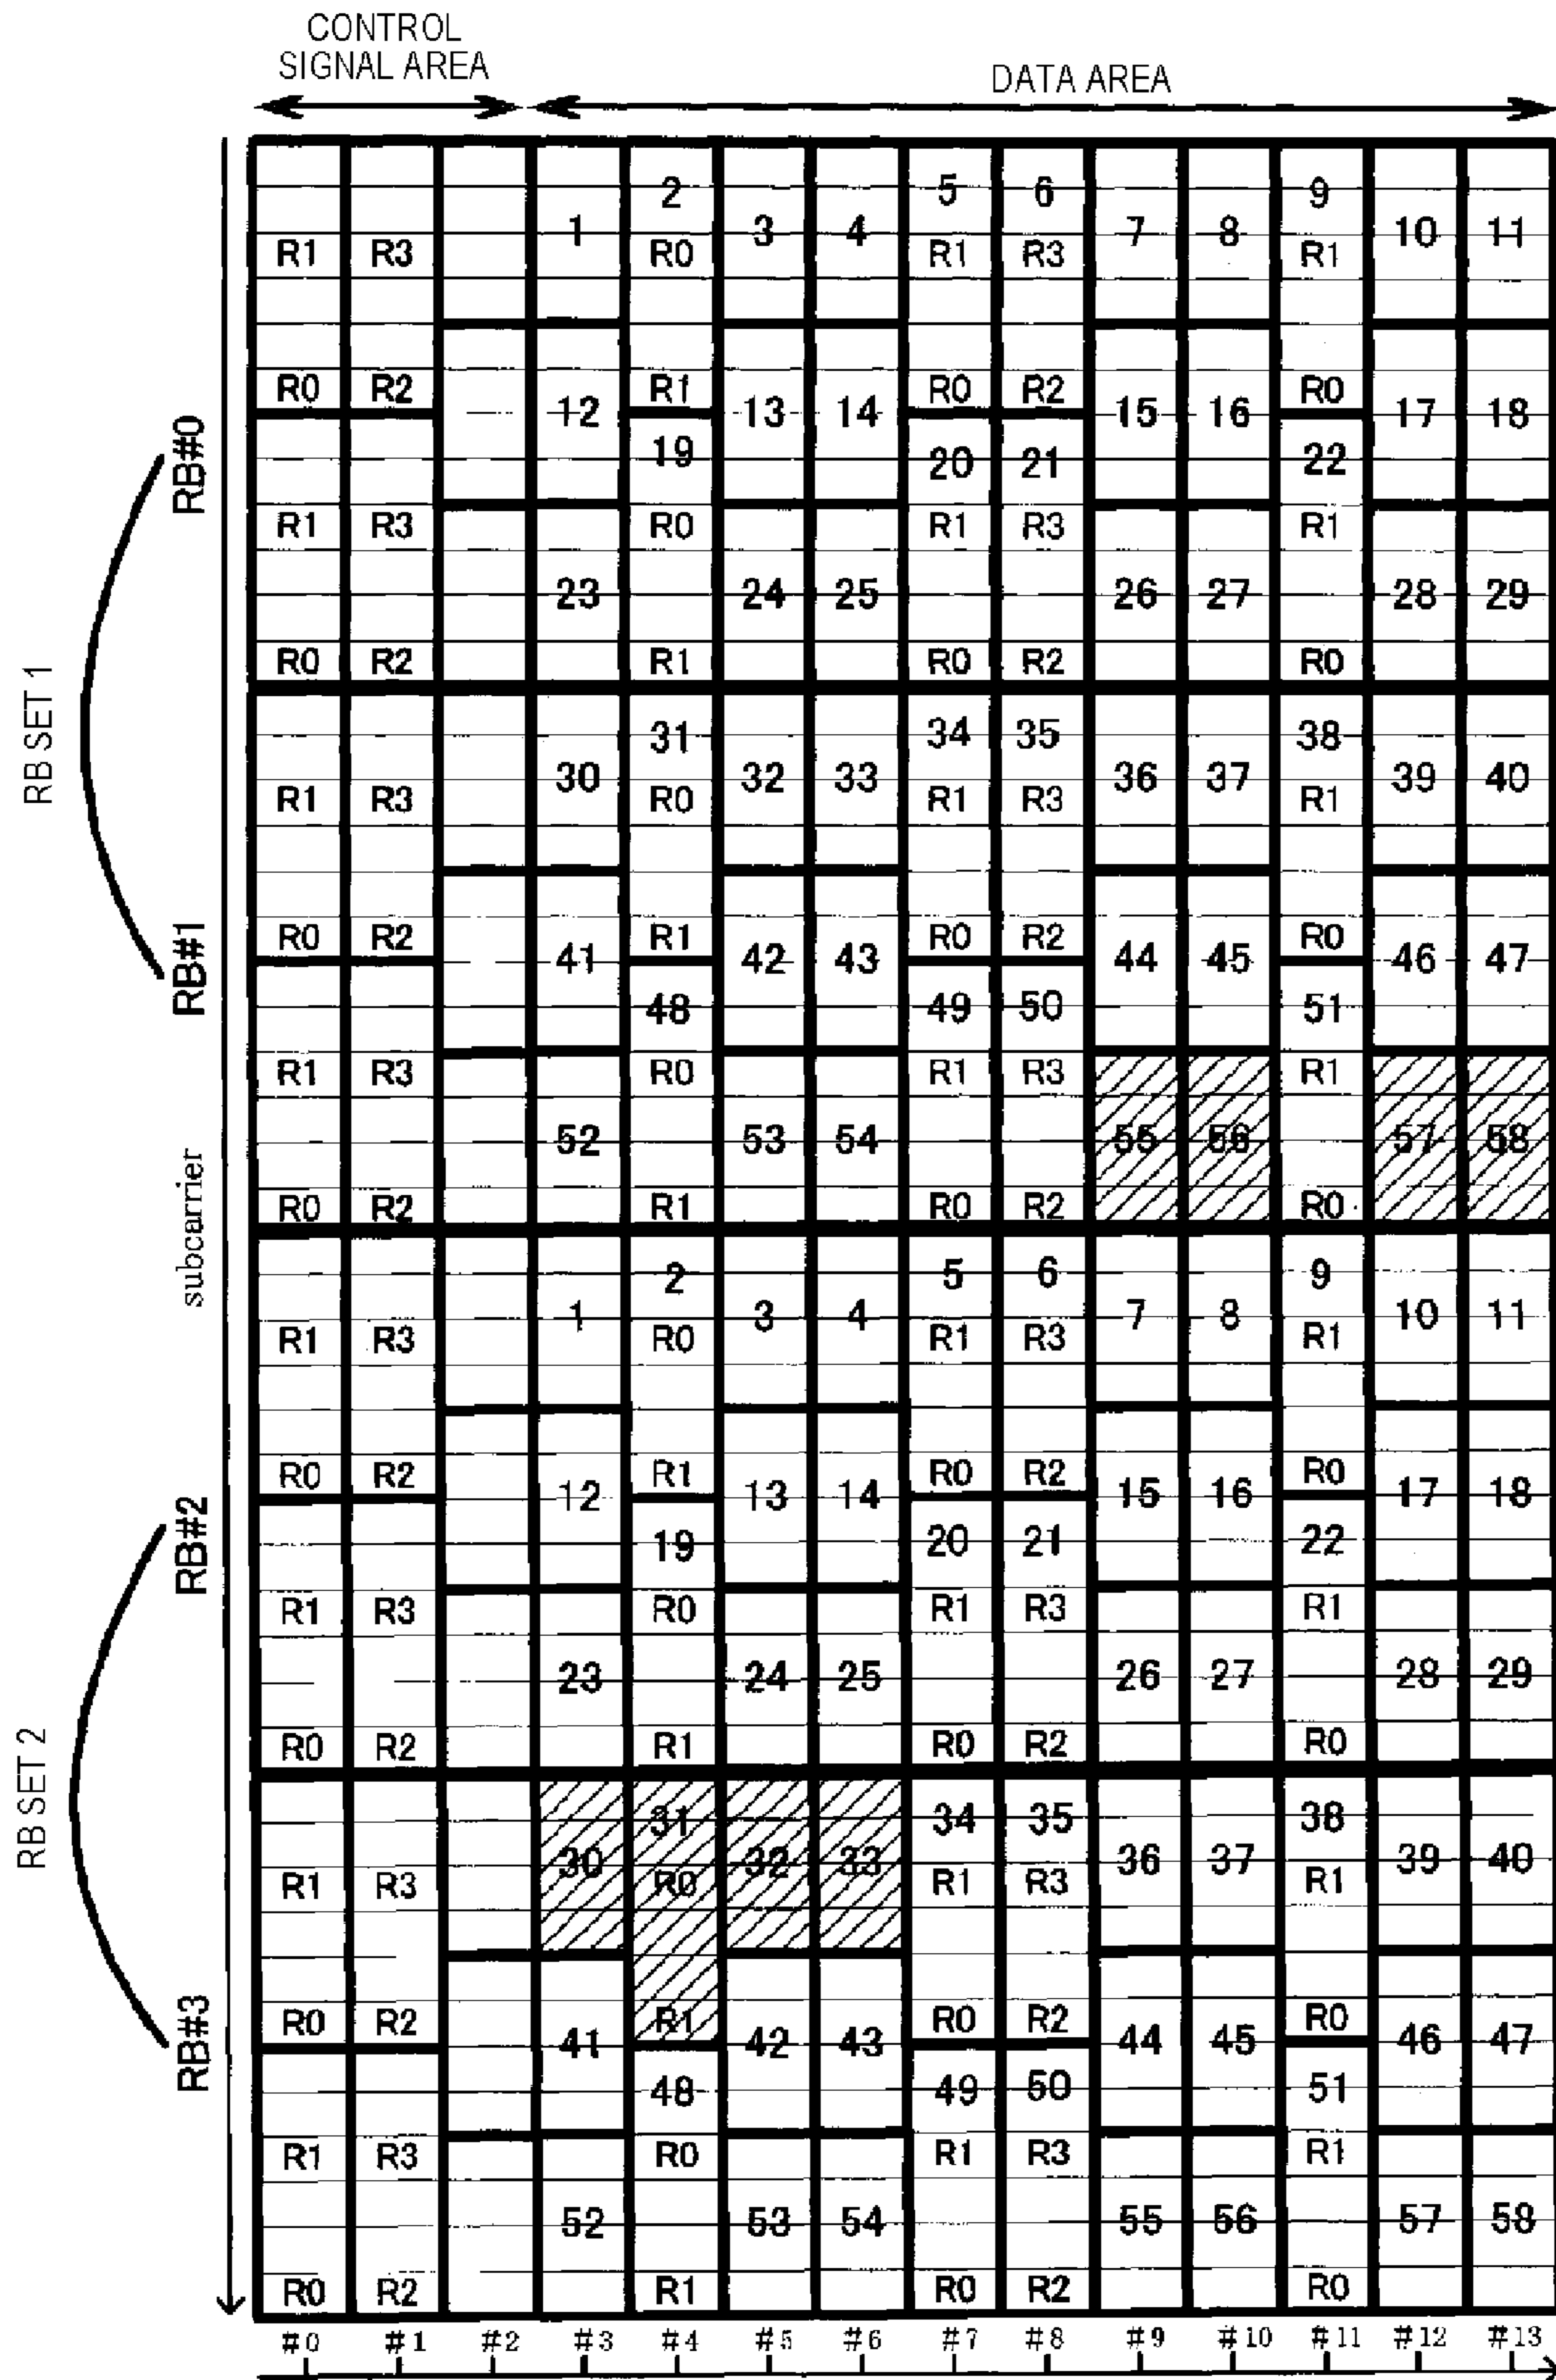 CONTROL
SIGNAL AREA
DATA AREA
2 5 6 9
1 3 4 7 8 10 11
R1 R3 R0 R1 R3 R1
R0 R2 R1 R0 R2 R0
12 13 14 15 16 17 18
19 20 21 22
R1 R3 R0 R1 R3 R1
23 24 25 26 27 28 29
R0 R2 R1 R0 R2 R0
31 34 35 38
30 32 33 36 37 39 40
R1 R3 R0 R1 R3 R1
R0 R2 R1 R0 R2 R0
41 42 43 44 45 46 47
48 49 50 51
R1 R3 R0 R1 R3 R1
52 53 54 55 56 57 58
R0 R2 R1 R0 R2 R0
2 5 6 9
1 3 4 7 8 10 11
R1 R3 R0 R1 R3 R1
R0 R2 R1 R0 R2 R0
12 13 14 15 16 17 18
19 20 21 22
R1 R3 R0 R1 R3 R1
23 24 25 26 27 28 29
R0 R2 R1 R0 R2 R0
31 34 35 38
30 32 33 36 37 39 40
R1 R3 R0 R1 R3 R1
R0 R2 R1 R0 R2 R0
41 42 43 44 45 46 47
48 49 50 51
R1 R3 R0 R1 R3 R1
52 53 54 55 56 57 58
R0 R2 R1 R0 R2 R0
#0 #1 #2 #3 #4 #5 #6 #7 #8 #9 #10 #11 #12 #13
RB#0
RB SET 1
RB#1
subcarrier
RB#2
RB SET 2
RB#3